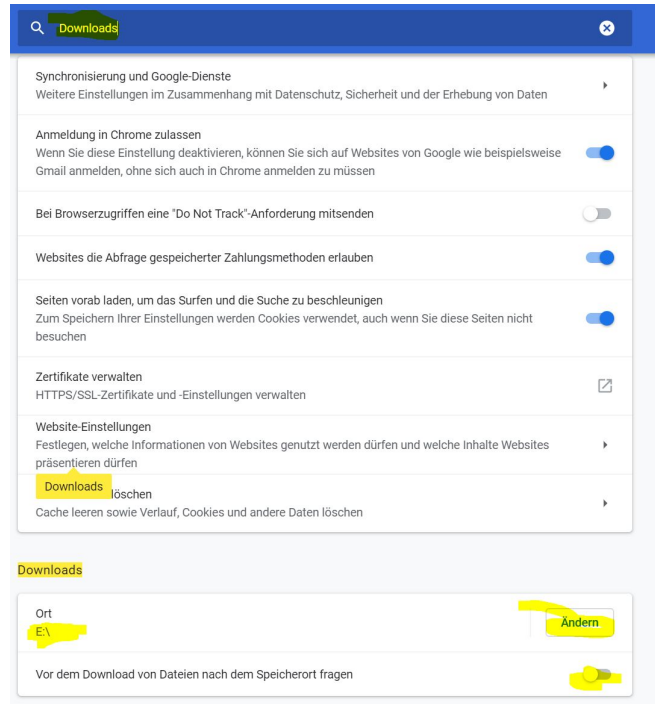 Downloads
Synchronisierung und Google-Dienste
Weitere Einstellungen im Zusammenhang mit Datenschutz, Sicherheit und der Erhebung von Daten
Anmeldung in Chrome zulassen
Wenn Sie diese Einstellung deaktivieren, können Sie sich auf Websites von Google wie beispielsweise
Gmail anmelden, ohne sich auch in Chrome anmelden zu müssen
Bei Browserzugriffen eine "Do Not Track"-Anforderung mitsenden
Websites die Abfrage gespeicherter Zahlungsmethoden erlauben
Seiten vorab laden, um das Surfen und die Suche zu beschleunigen
Zum Speichern Ihrer Einstellungen werden Cookies verwendet, auch wenn Sie diese Seiten nicht
besuchen
Zertifikate verwalten
HTTPS/SSL-Zertifikate und -Einstellungen verwalten
Website-Einstellungen
Festlegen, welche Informationen von Websites genutzt werden dürfen und welche Inhalte Websites
präsentieren dürfen
Downloads
löschen
Cache leeren sowie Verlauf, Cookies und andere Daten löschen
Downloads
Ort
E:\
Ändern
Vor dem Download von Dateien nach dem Speicherort fragen